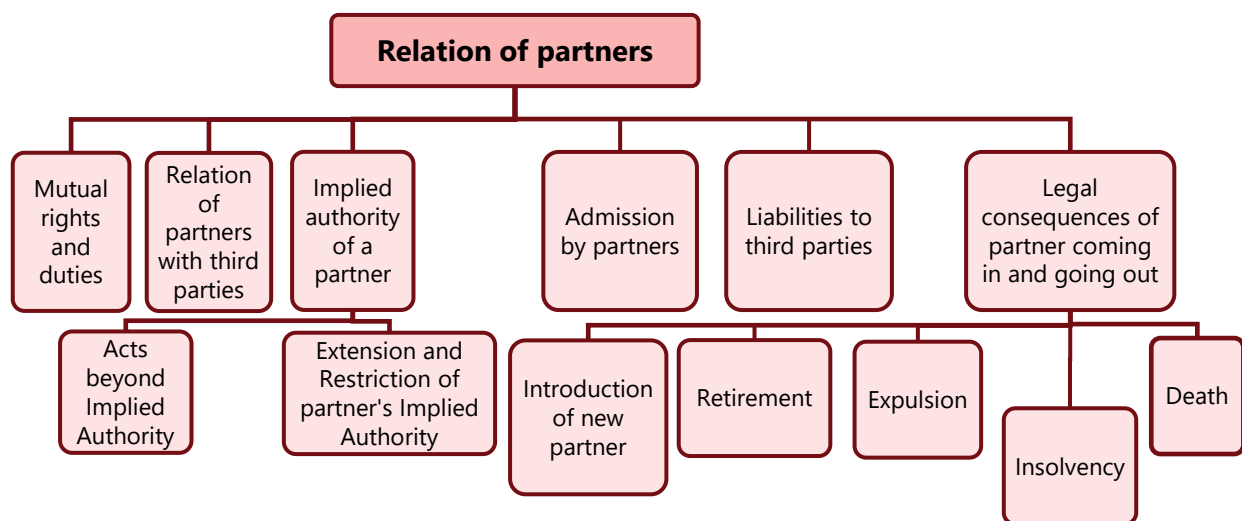 Relation of partners
Mutual
rights
and
duties
Relation
of
partners
with third
parties
Implied
authority
of a
partner
Admission
by partners
Liabilities to
third parties
Legal
consequences of
partner coming
in and going out
Acts
beyond
Implied
Authority
Extension and
Restriction of
partner's Implied
Authority
Introduction
of new
partner
Retirement
Expulsion
Insolvency
Death